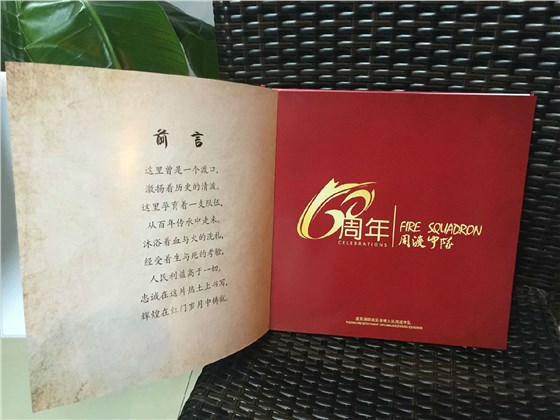 前言
这里曾是一个渡口，
激扬着历史的清波。
这里孕育着一支队伍，
从百年传承中走来。
沐浴着血与火的洗礼，
经受着生与死的考验，
人民利益高于一切。
忠诚在这片热土上书写，
辉煌在红门岁月中铸就。
60周年
CELEBRATIONS
FIRE SQUADRON
周渡中队